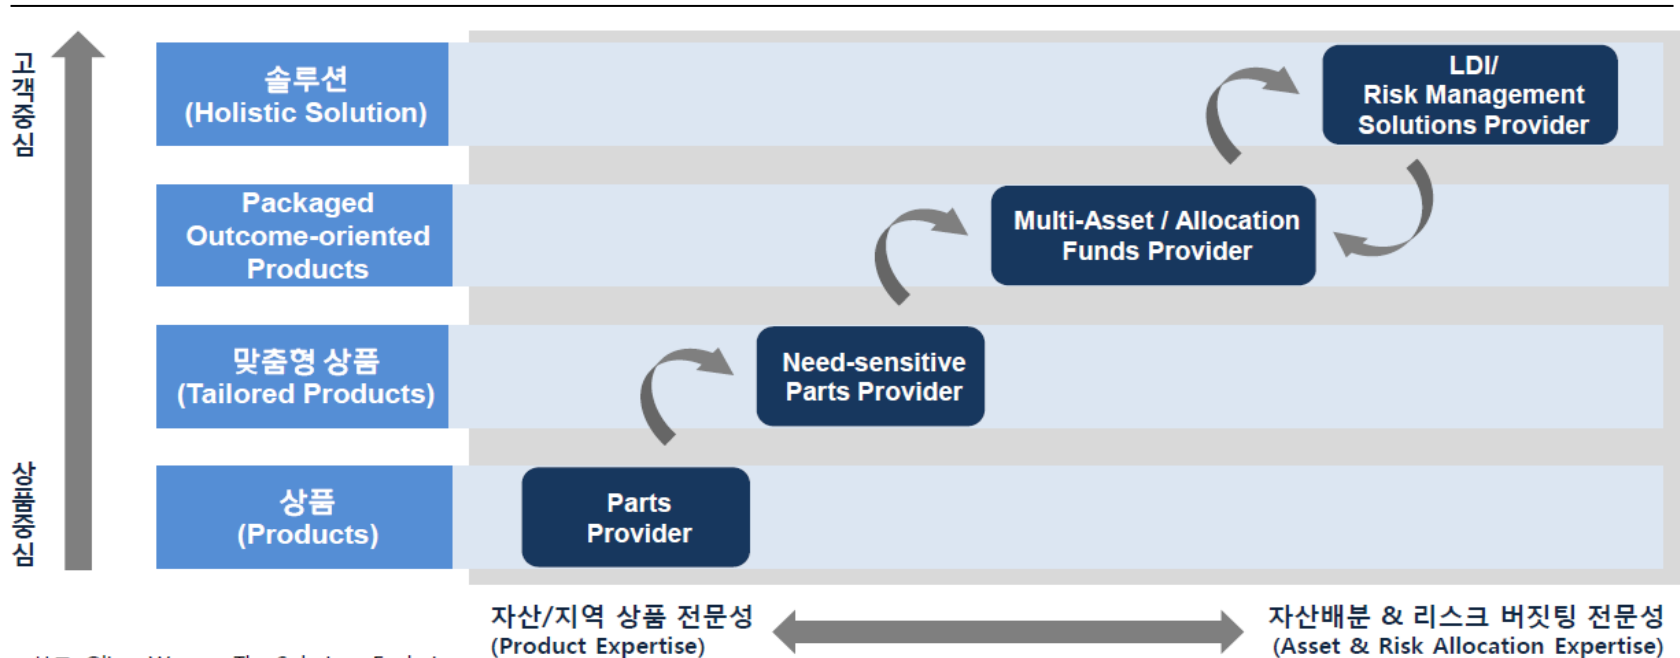 고객중심
솔루션
(Holistic Solution)
LDI/
Risk Management
Solutions Provider
Packaged
Outcome-oriented
Products
Multi-Asset / Allocation
Funds Provider
맞춤형 상품
(Tailored Products)
Need-sensitive
Parts Provider
상품중심
상품
(Products)
Parts
Provider
자산/지역 상품 전문성
(Product Expertise)
자산배분 & 리스크 버짓팅 전문성
(Asset & Risk Allocation Expertise)